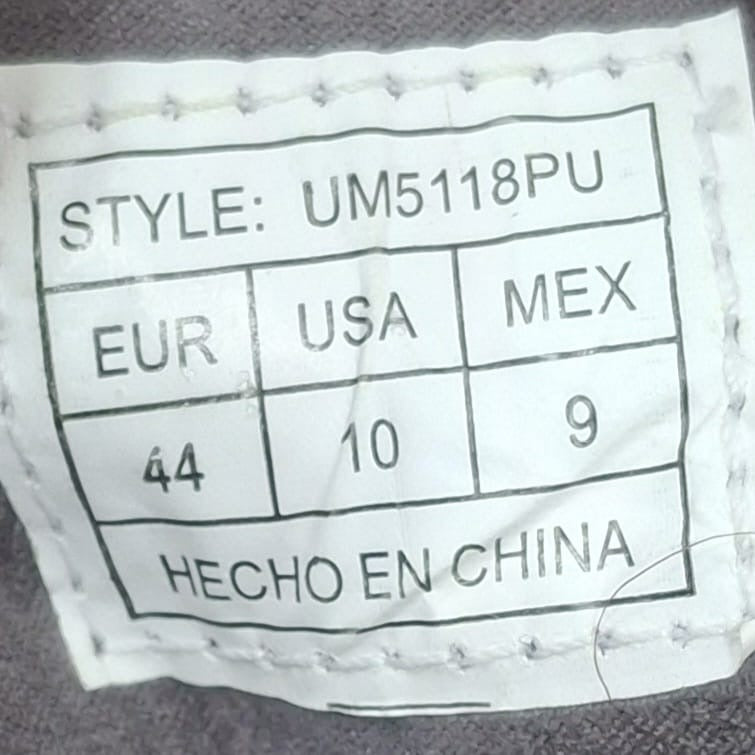 STYLE: UM5118PU
EUR USA MEX
44 10 9
HECHO EN CHINA